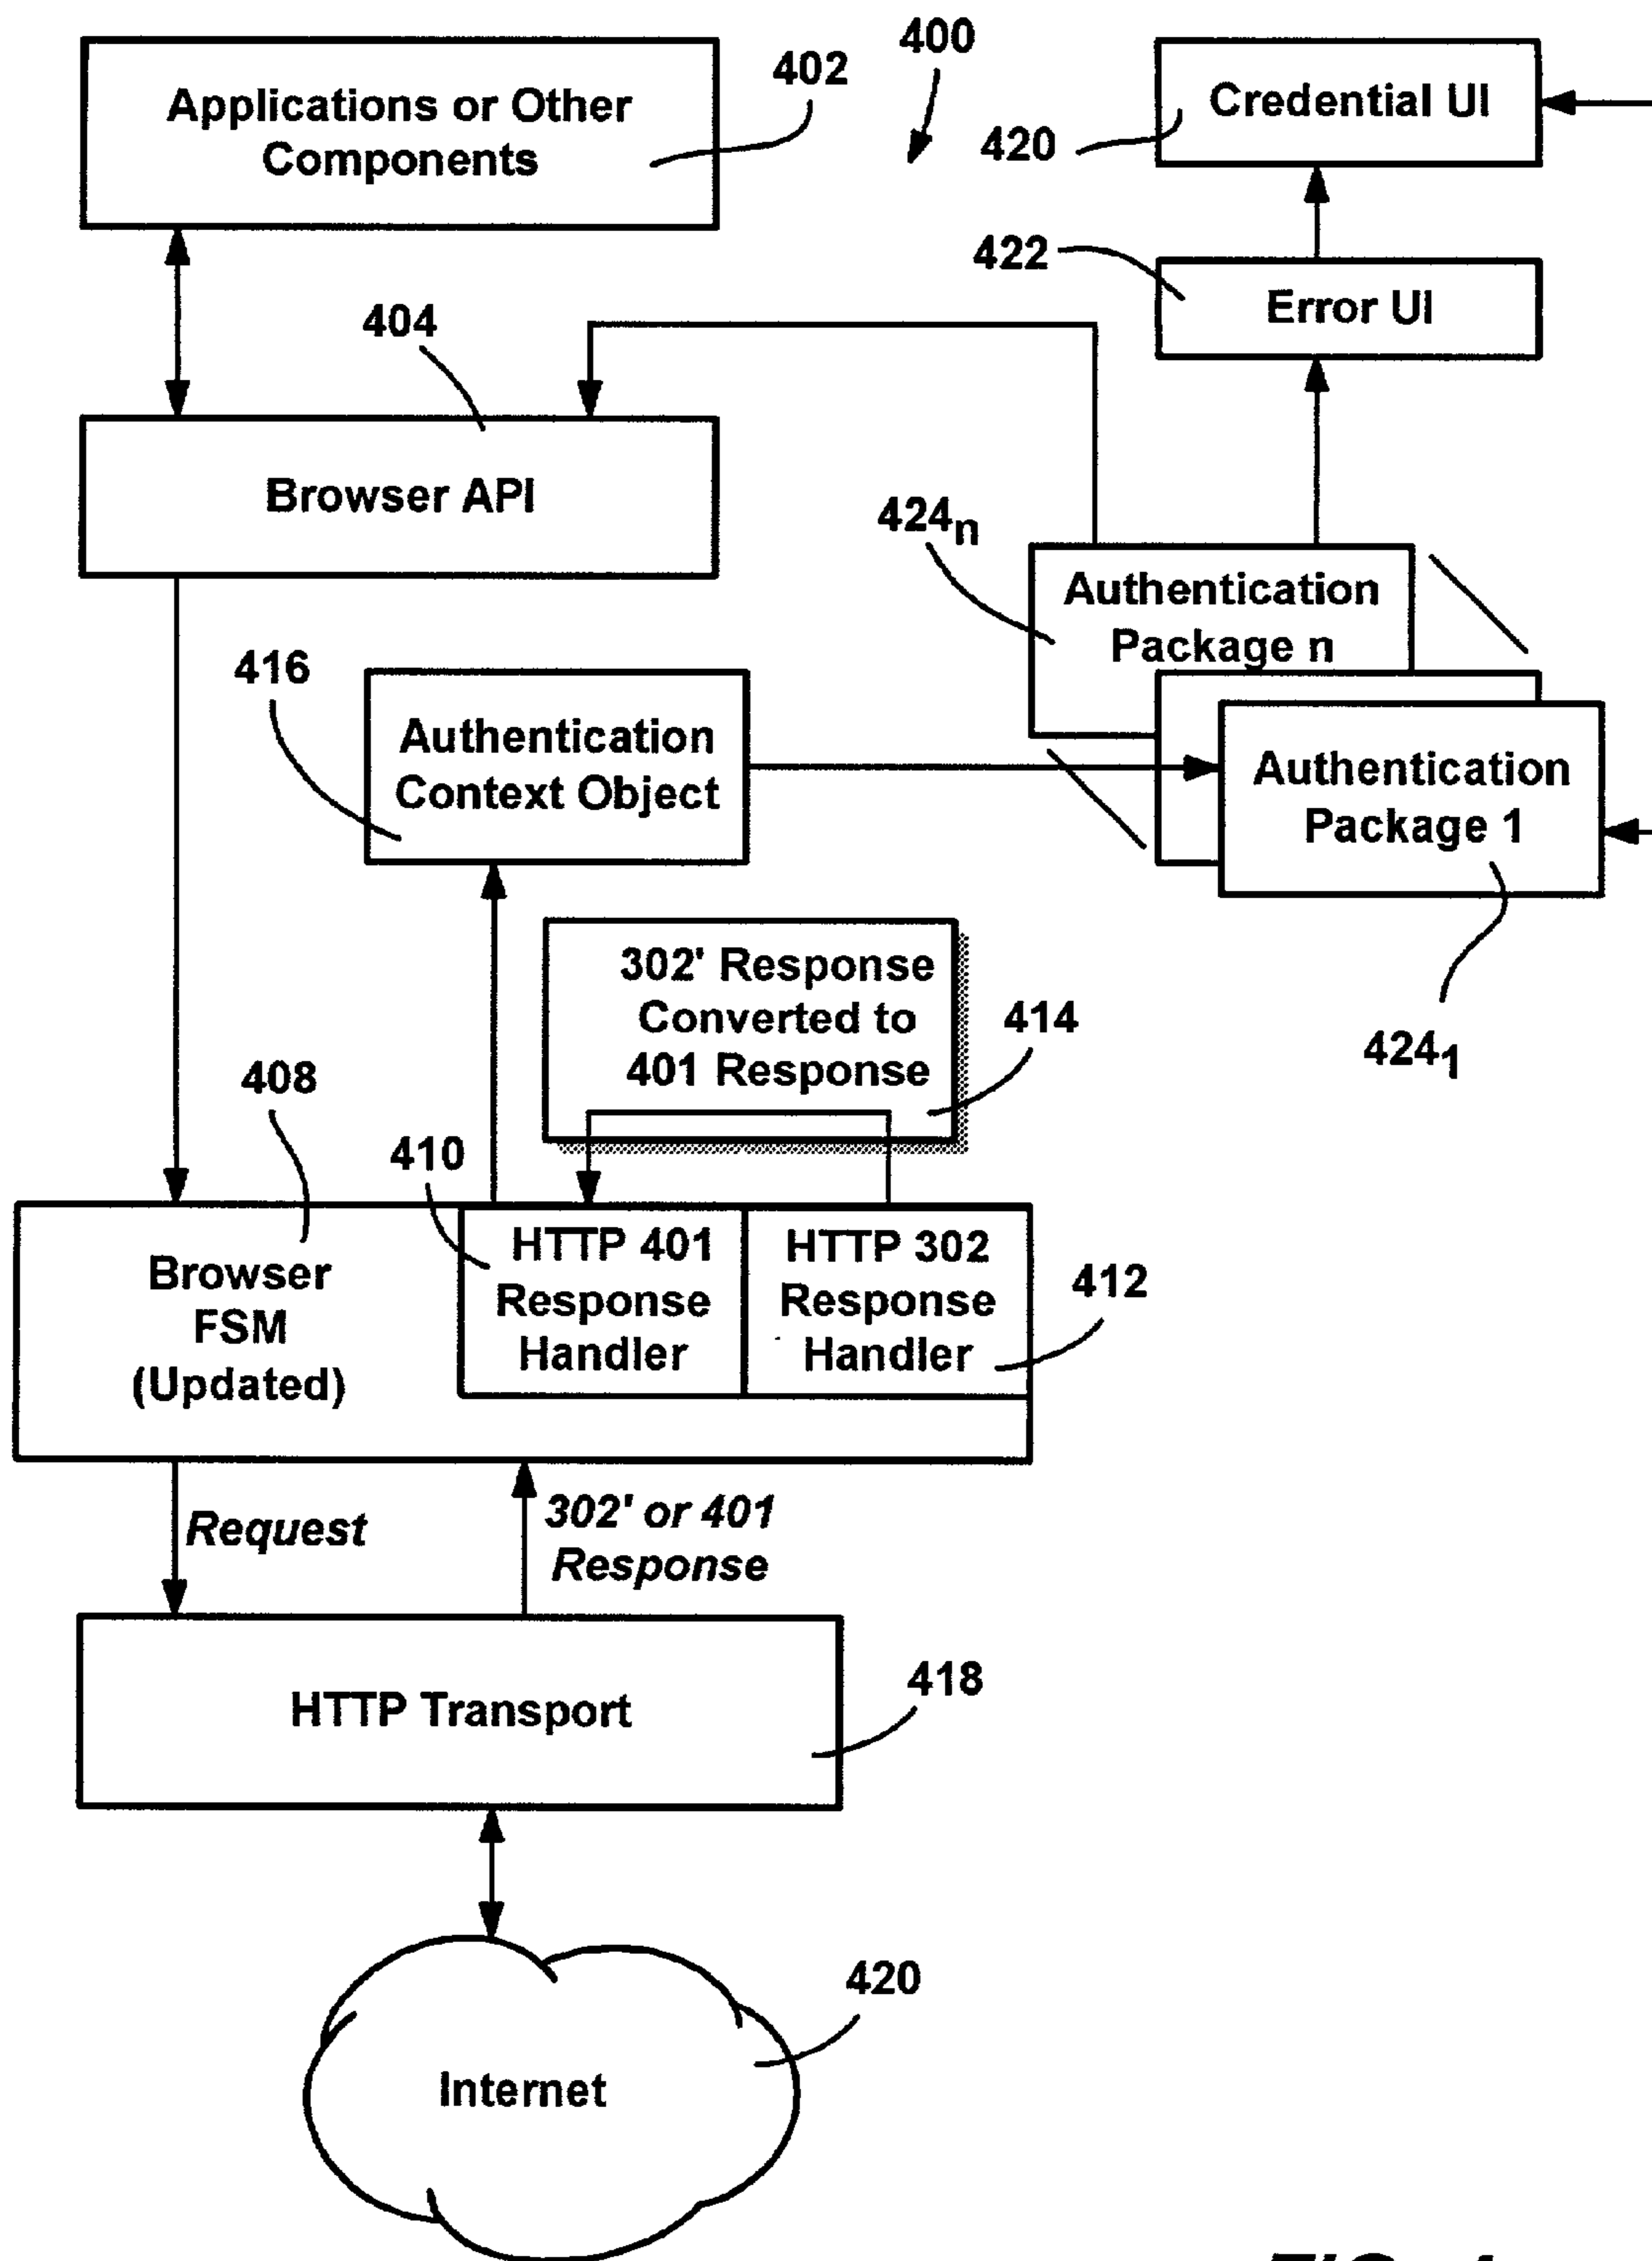 400
Applications or Other
Components
402
Credential UI
420
422
Error UI
404
Browser API
424n
Authentication
Package n
416
Authentication
Context Object
Authentication
Package 1
4241
302' Response
Converted to
401 Response
414
408
410
Browser
FSM
(Updated)
HTTP 401
Response
Handler
HTTP 302
Response
Handler
412
Request
302' or 401
Response
HTTP Transport
418
420
Internet